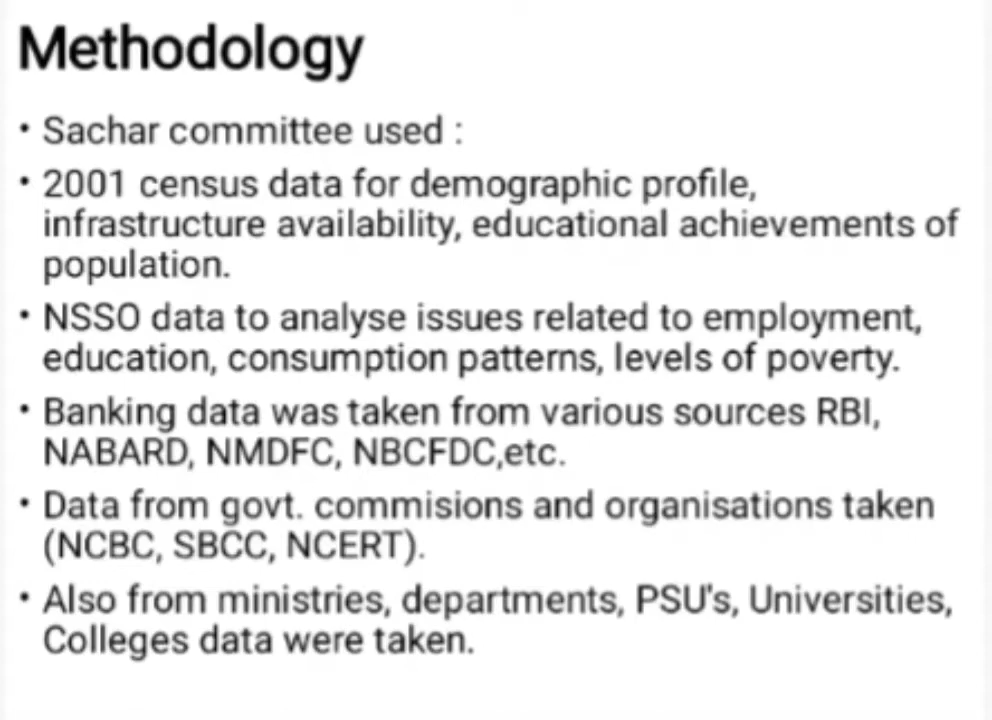 Methodology
• Sachar committee used :
• 2001 census data for demographic profile,
infrastructure availability, educational achievements of
population.
• NSSO data to analyse issues related to employment,
education, consumption patterns, levels of poverty.
• Banking data was taken from various sources RBI,
NABARD, NMDFC, NBCFDC,etc.
• Data from govt. commisions and organisations taken
(NCBC, SBCC, NCERT).
• Also from ministries, departments, PSU's, Universities,
Colleges data were taken.